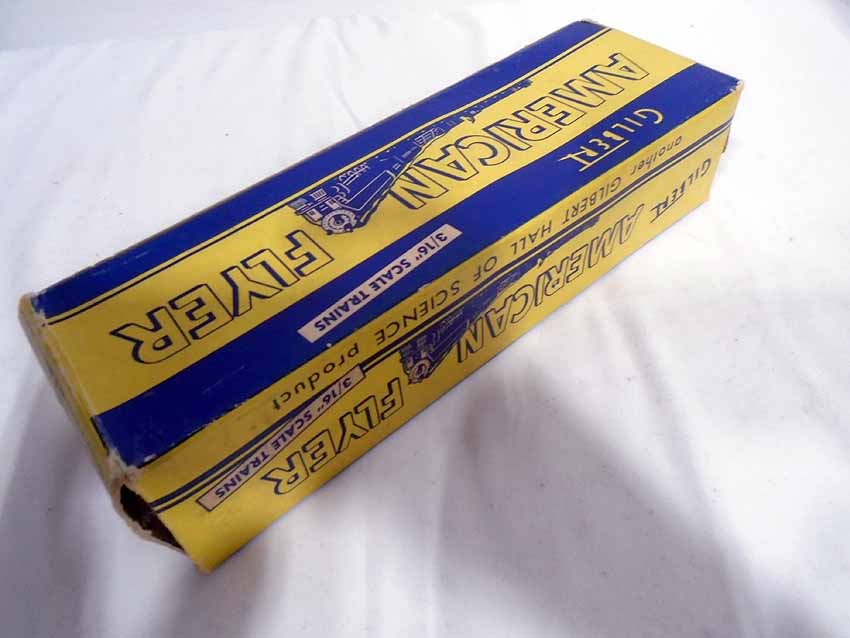 GILBERT
AMERICAN FLYER
3/16" SCALE TRAINS
another GILBERT HALL OF SCIENCE product
GILBERT
AMERICAN FLYER
3/16" SCALE TRAINS